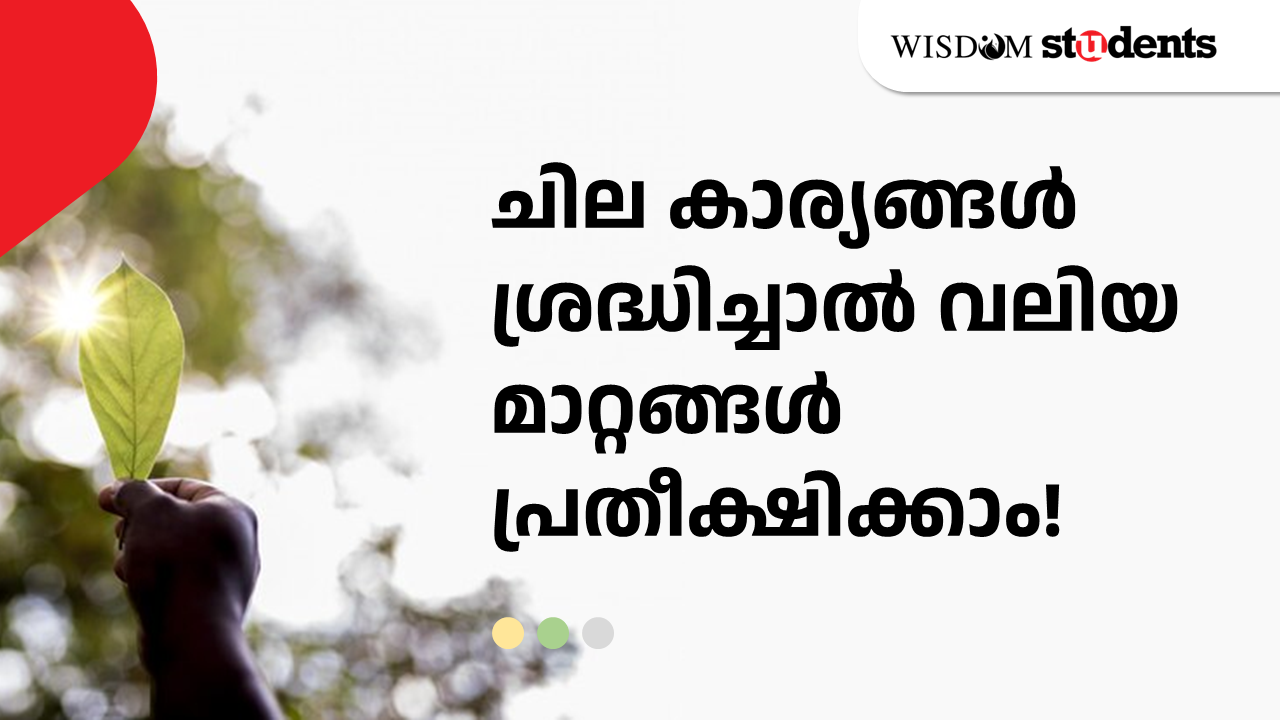 WISDOM students
ചില കാര്യങ്ങൾ
ശ്രദ്ധിച്ചാൽ വലിയ
മാറ്റങ്ങൾ
പ്രതീക്ഷിക്കാം!